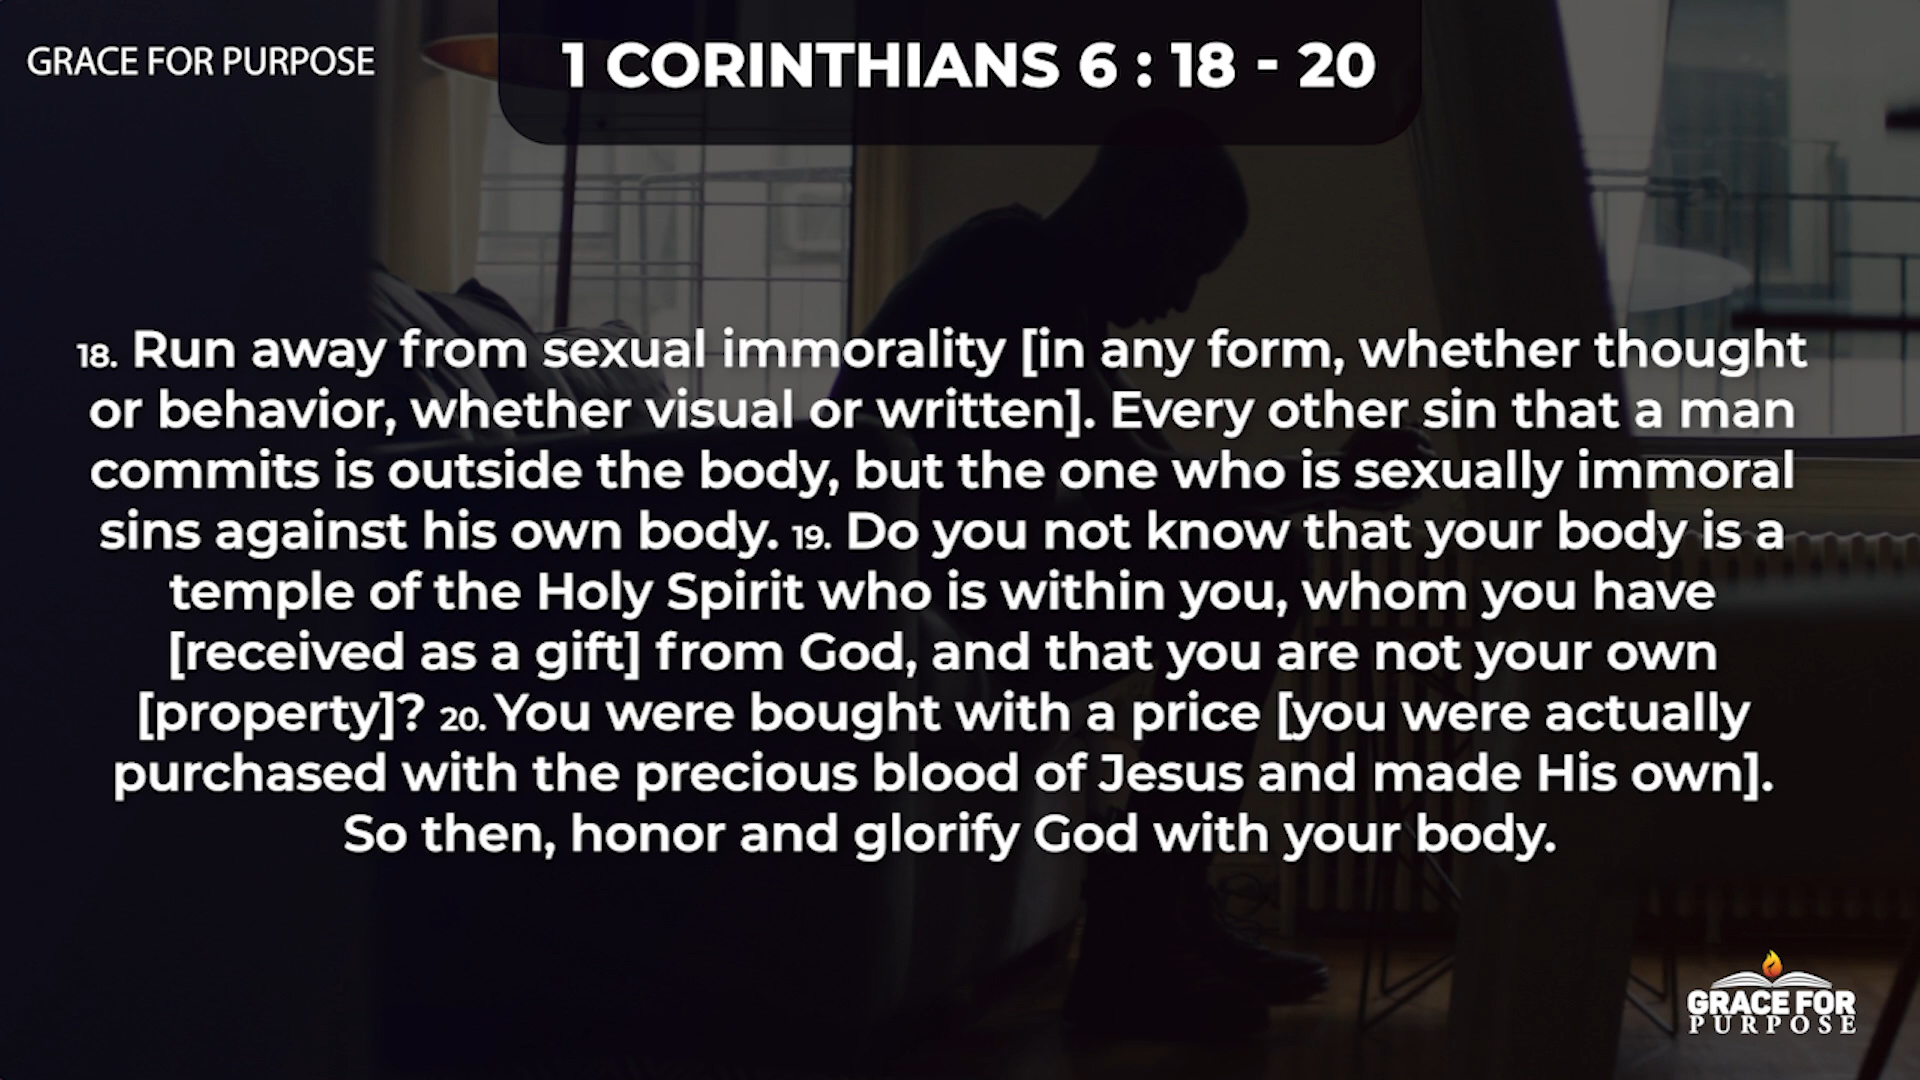 GRACE FOR PURPOSE
1 CORINTHIANS 6 : 18 - 20
18. Run away from sexual immorality [in any form, whether thought
or behavior, whether visual or written]. Every other sin that a man
commits is outside the body, but the one who is sexually immoral
sins against his own body. 19. Do you not know that your body is a
temple of the Holy Spirit who is within you, whom you have
[received as a gift] from God, and that you are not your own
[property]? 20. You were bought with a price [you were actually
purchased with the precious blood of Jesus and made His own].
So then, honor and glorify God with your body.
GRACE FOR
PURPOSE